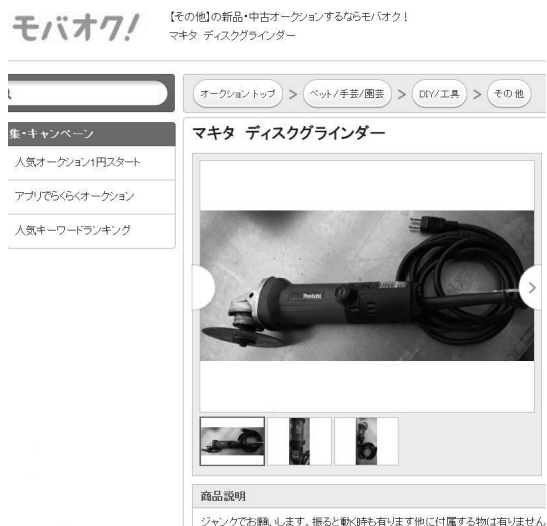 モバオク!
【その他】の新品・中古オークションするならモバオク!
マキタ ディスクグラインダー
オークショントップ > ペット/手芸/園芸 > DIY/工具 > その他
集・キャンペーン
人気オークション1円スタート
アプリでらくらくオークション
人気キーワードランキング
マキタ ディスクグラインダー
Makita
商品説明
ジャンクでお願いします。振ると動く時も有ります他に付属する物は有りません。